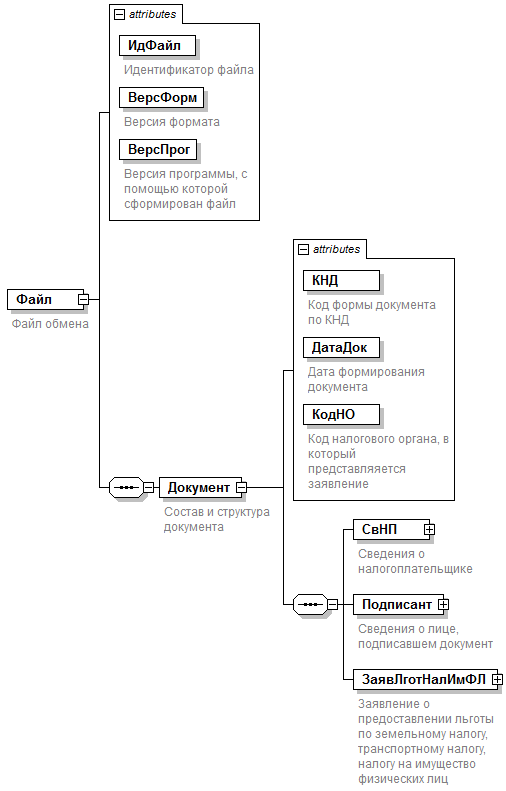 attributes
ИдФайл
Идентификатор файла
ВерсФорм
Версия формата
ВерсПрог
Версия программы, с
помощью которой
сформирован файл
Файл
Файл обмена
attributes
КНД
Код формы документа
по КНД
ДатаДок
Дата формирования
документа
КодНО
Код налогового органа, в
который
представляяется
заявление
Документ
Состав и структура
документа
СвНП
Сведения о
налогоплательщике
Подписант
Сведения о лице,
подписавшем документ
ЗаявЛготНалИмФЛ
Заявление о
предоставлении льготы
по земельному налогу,
транспортному налогу,
налогу на имущество
физических лиц